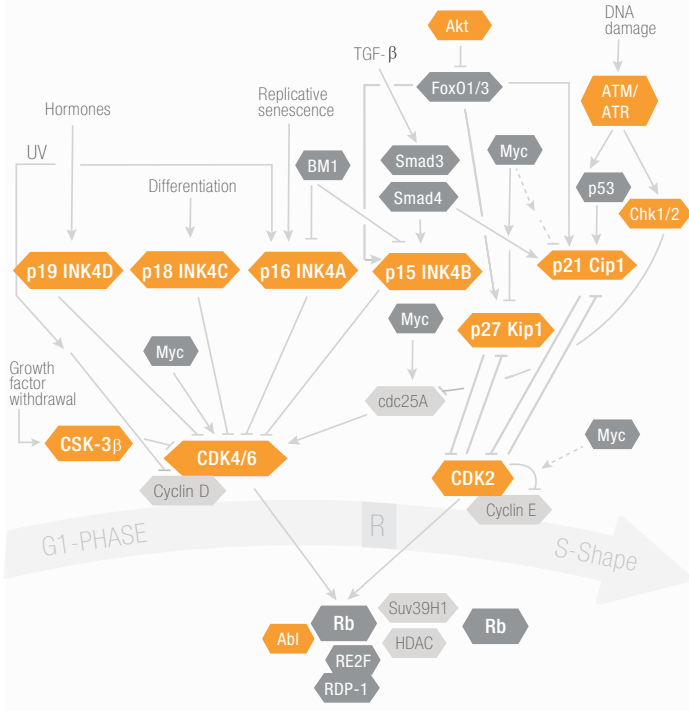 DNA
damage
Akt
TGF-β
FoxO1/3
ATM/
ATR
Hormones
Replicative
senescence
UV
BM1
Smad3
Myc
Differentiation
Smad4
p53
Chk1/2
p19 INK4D
p18 INK4C
p16 INK4A
p15 INK4B
p21 Cip1
Myc
p27 Kip1
Myc
Growth
factor
withdrawal
cdc25A
CSK-3β
CDK4/6
Myc
CDK2
Cyclin D
Cyclin E
G1-PHASE
R
S-Shape
Suv39H1
Rb
Rb
Abl
HDAC
RE2F
RDP-1